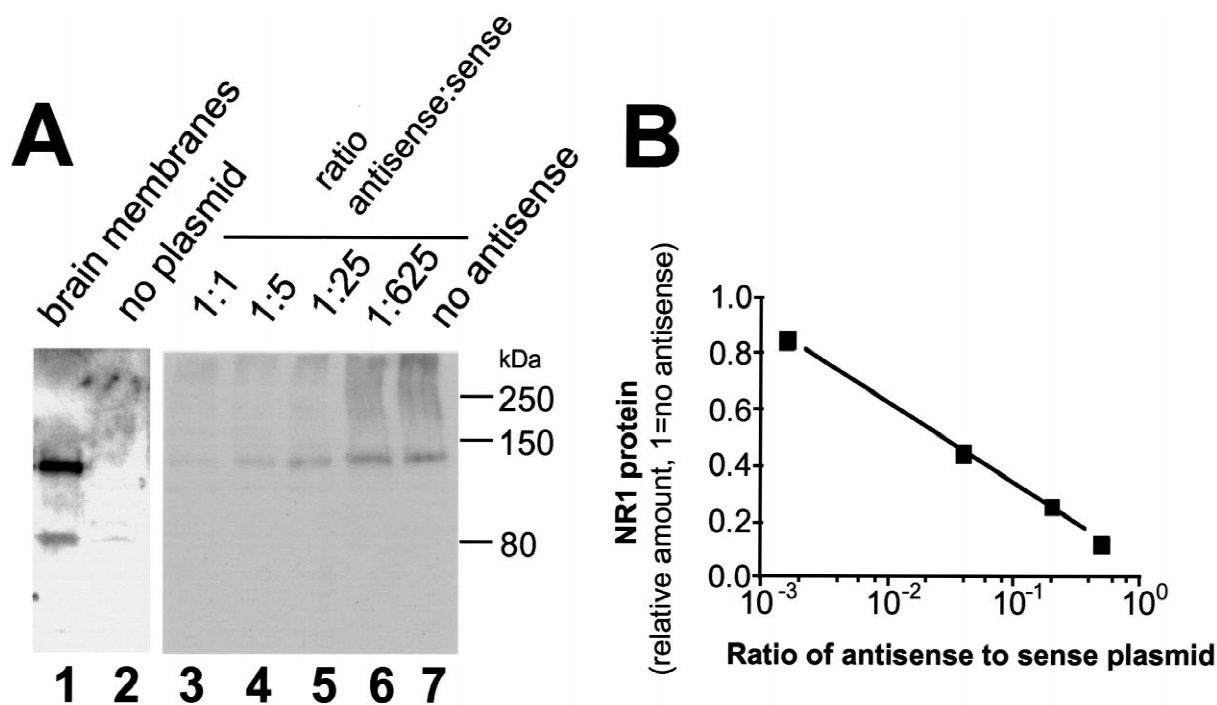 A
brain membranes
no plasmid
ratio
antisense:sense
1:1
1:5
1:25
1:625
no antisense
kDa
250
150
80
1 2 3 4 5 6 7
B
NR1 protein
(relative amount, 1=no antisense)
1.0
0.8
0.6
0.4
0.2
0.0
10-3 10-2 10-1 100
Ratio of antisense to sense plasmid